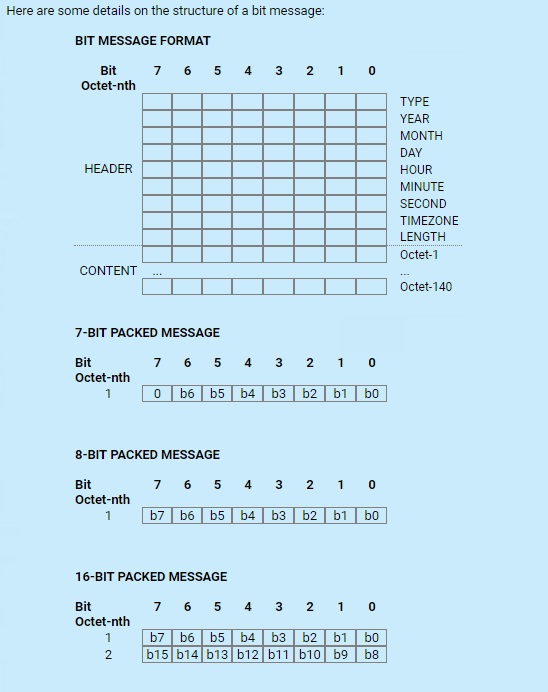 Here are some details on the structure of a bit message:
BIT MESSAGE FORMAT
Bit 7 6 5 4 3 2 1 0
Octet-nth
TYPE
YEAR
MONTH
DAY
HEADER HOUR
MINUTE
SECOND
TIMEZONE
LENGTH
Octet-1
CONTENT ... ...
Octet-140
7-BIT PACKED MESSAGE
Bit 7 6 5 4 3 2 1 0
Octet-nth
1 0 b6 b5 b4 b3 b2 b1 b0
8-BIT PACKED MESSAGE
Bit 7 6 5 4 3 2 1 0
Octet-nth
1 b7 b6 b5 b4 b3 b2 b1 b0
16-BIT PACKED MESSAGE
Bit 7 6 5 4 3 2 1 0
Octet-nth
1 b7 b6 b5 b4 b3 b2 b1 b0
2 b15 b14 b13 b12 b11 b10 b9 b8